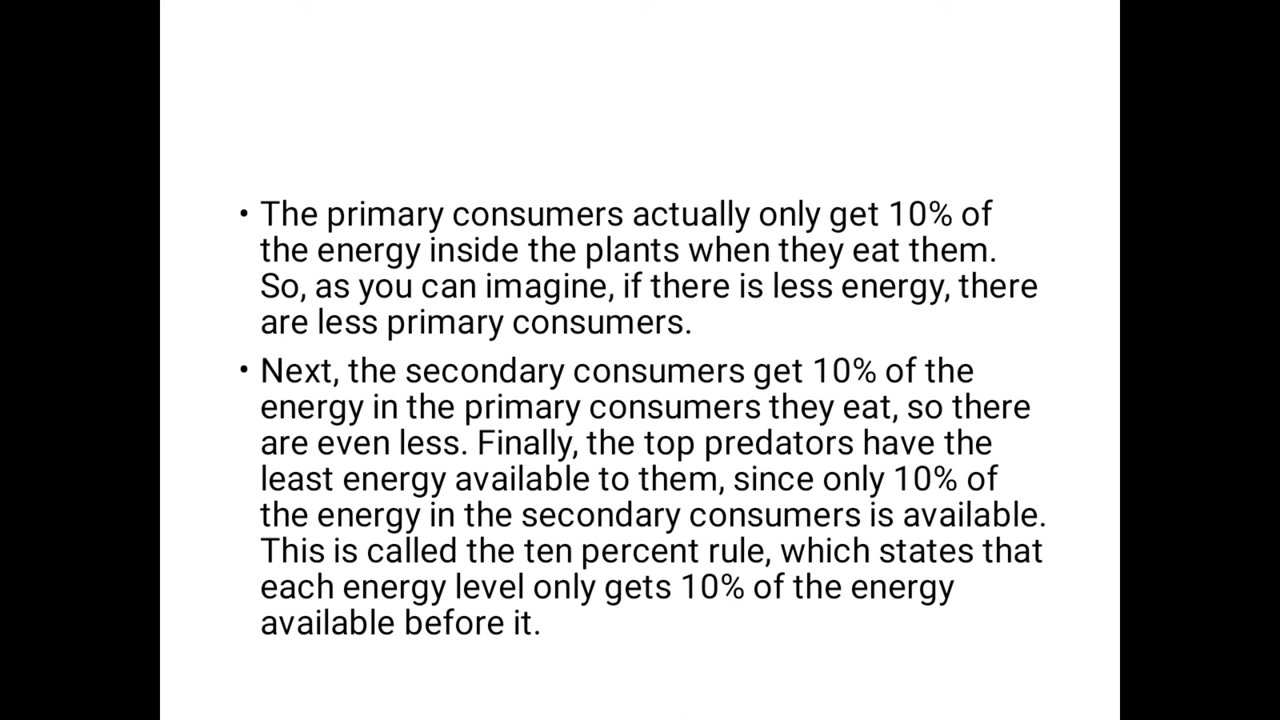 • The primary consumers actually only get 10% of
the energy inside the plants when they eat them.
So, as you can imagine, if there is less energy, there
are less primary consumers.
• Next, the secondary consumers get 10% of the
energy in the primary consumers they eat, so there
are even less. Finally, the top predators have the
least energy available to them, since only 10% of
the energy in the secondary consumers is available.
This is called the ten percent rule, which states that
each energy level only gets 10% of the energy
available before it.